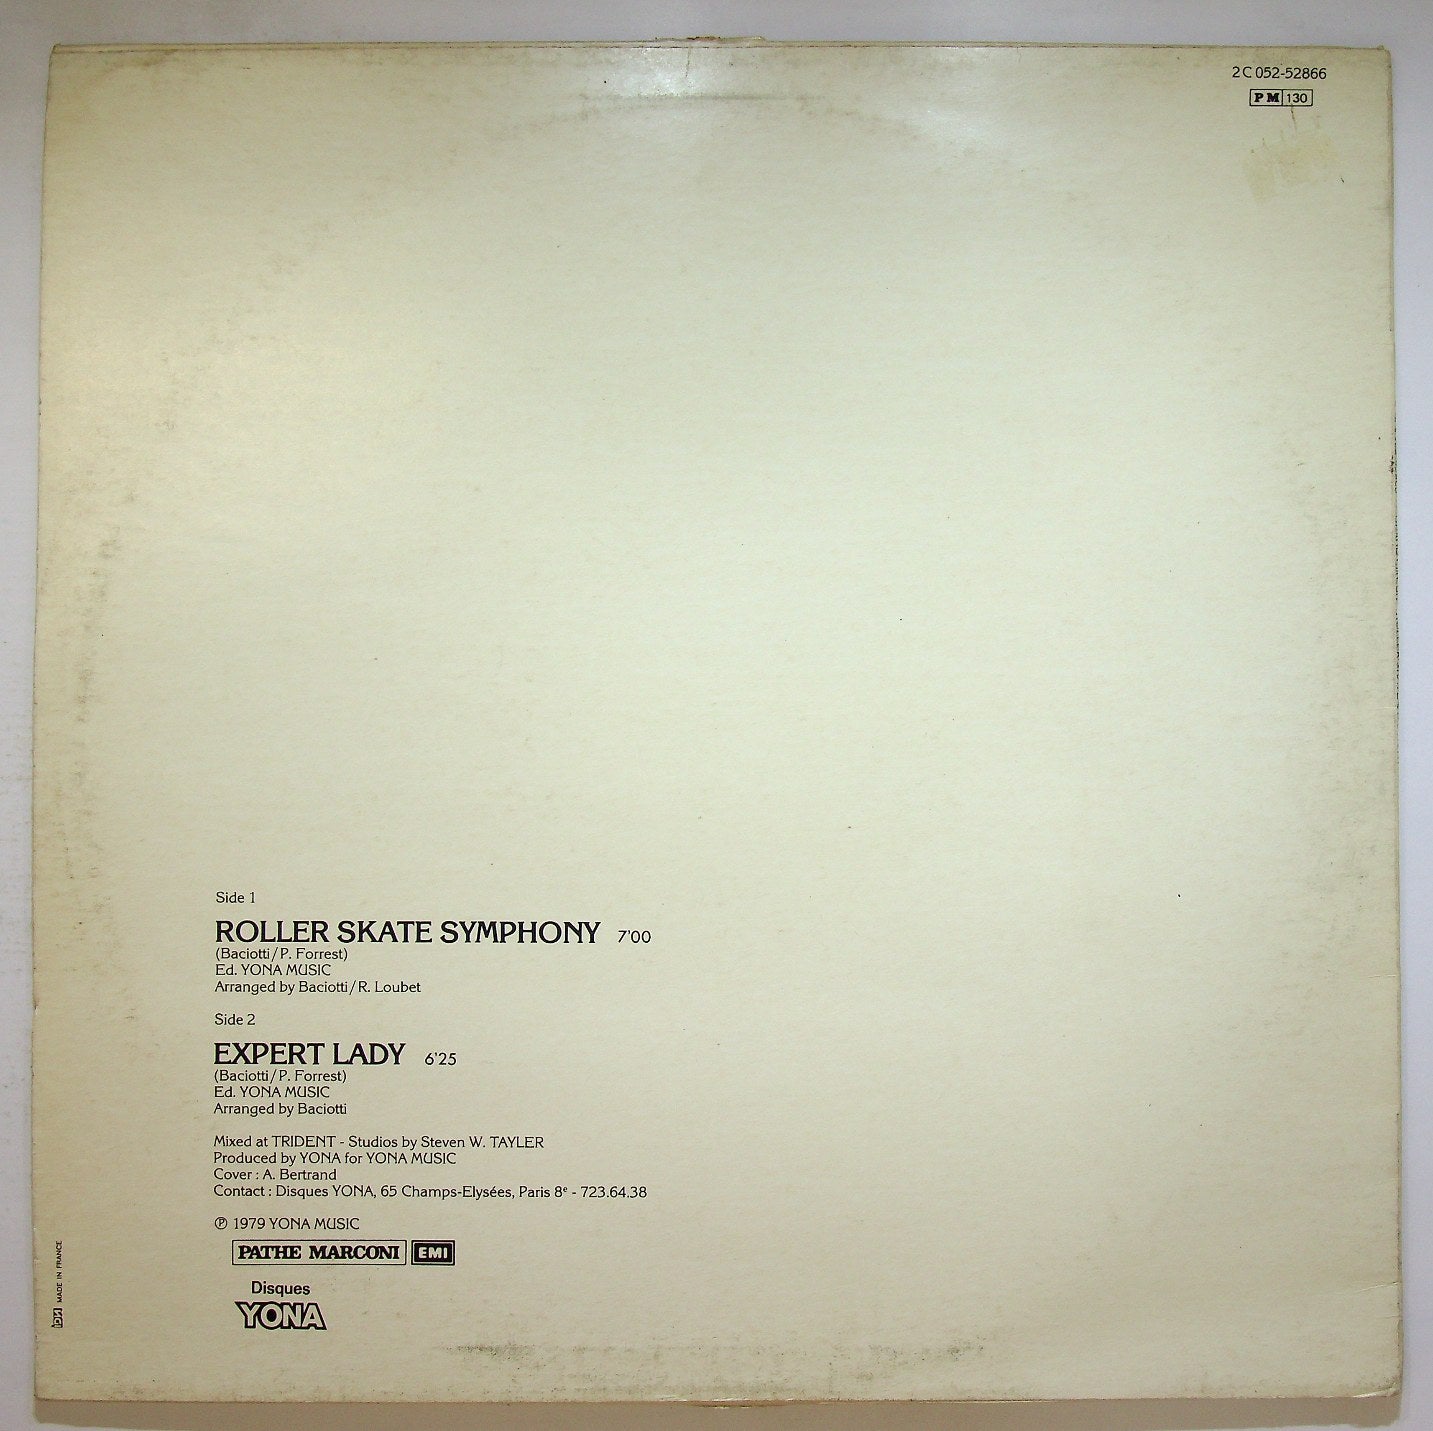 2C 052-52866
PM 130
Side 1
ROLLER SKATE SYMPHONY 7'00
(Baciotti/P. Forrest)
Ed. YONA MUSIC
Arranged by Baciotti/R. Loubet
Side 2
EXPERT LADY 6'25
(Baciotti/P. Forrest)
Ed. YONA MUSIC
Arranged by Baciotti
Mixed at TRIDENT - Studios by Steven W. TAYLER
Produced by YONA for YONA MUSIC
Cover : A. Bertrand
Contact : Disques YONA, 65 Champs-Elysées, Paris 8e - 723.64.38
℗ 1979 YONA MUSIC
PATHE MARCONI EMI
Disques
YONA
MADE IN FRANCE